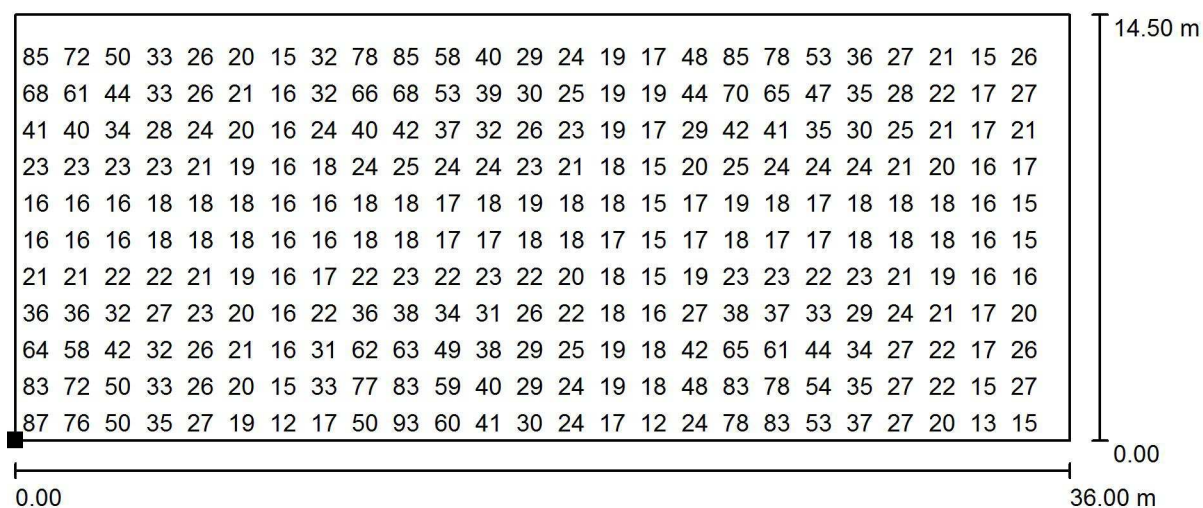 14.50 m
85 72 50 33 26 20 15 32 78 85 58 40 29 24 19 17 48 85 78 53 36 27 21 15 26
68 61 44 33 26 21 16 32 66 68 53 39 30 25 19 19 44 70 65 47 35 28 22 17 27
41 40 34 28 24 20 16 24 40 42 37 32 26 23 19 17 29 42 41 35 30 25 21 17 21
23 23 23 23 21 19 16 18 24 25 24 24 23 21 18 15 20 25 24 24 24 21 20 16 17
16 16 16 18 18 18 16 16 18 18 17 18 19 18 18 15 17 19 18 17 18 18 18 16 15
16 16 16 18 18 18 16 16 18 18 17 17 18 18 17 15 17 18 17 17 18 18 18 16 15
21 21 22 22 21 19 16 17 22 23 22 23 22 20 18 15 19 23 23 22 23 21 19 16 16
36 36 32 27 23 20 16 22 36 38 34 31 26 22 18 16 27 38 37 33 29 24 21 17 20
64 58 42 32 26 21 16 31 62 63 49 38 29 25 19 18 42 65 61 44 34 27 22 17 26
83 72 50 33 26 20 15 33 77 83 59 40 29 24 19 18 48 83 78 54 35 27 22 15 27
87 76 50 35 27 19 12 17 50 93 60 41 30 24 17 12 24 78 83 53 37 27 20 13 15
0.00
0.00 36.00 m